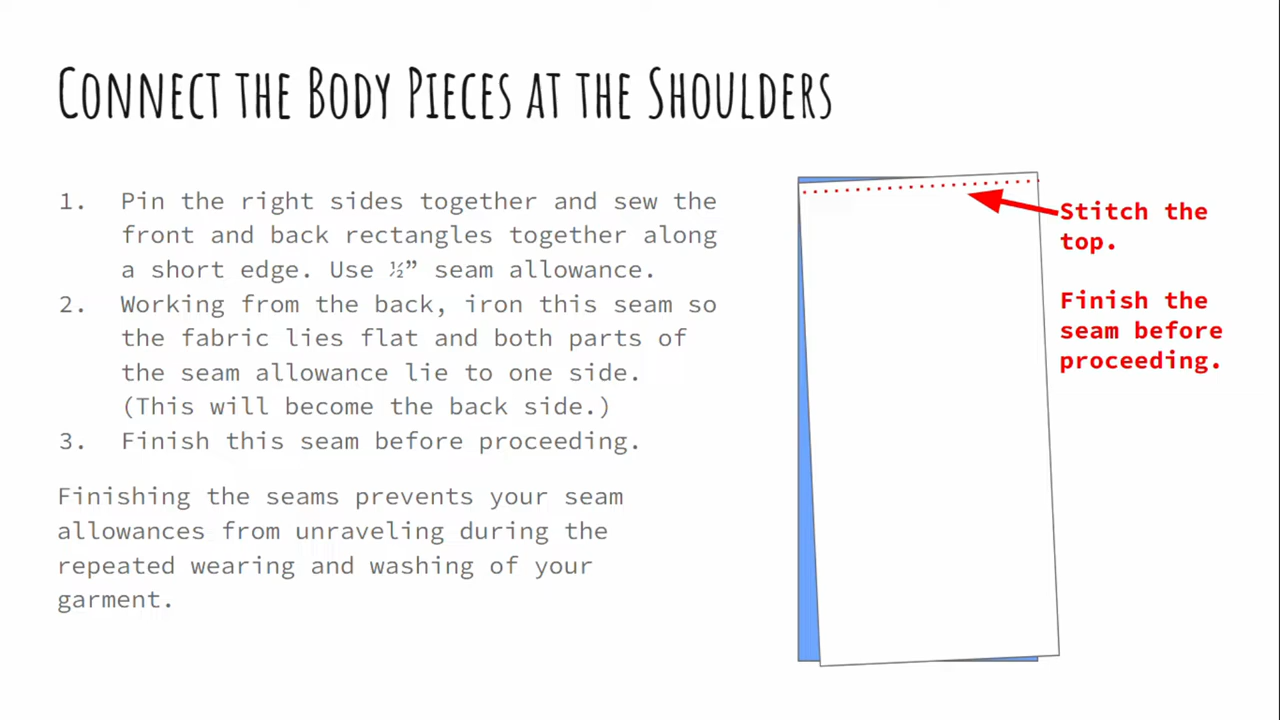 Connect the Body Pieces at the Shoulders
1. Pin the right sides together and sew the
front and back rectangles together along
a short edge. Use ½” seam allowance.
2. Working from the back, iron this seam so
the fabric lies flat and both parts of
the seam allowance lie to one side.
(This will become the back side.)
3. Finish this seam before proceeding.
Finishing the seams prevents your seam
allowances from unraveling during the
repeated wearing and washing of your
garment.
Stitch the
top.
Finish the
seam before
proceeding.